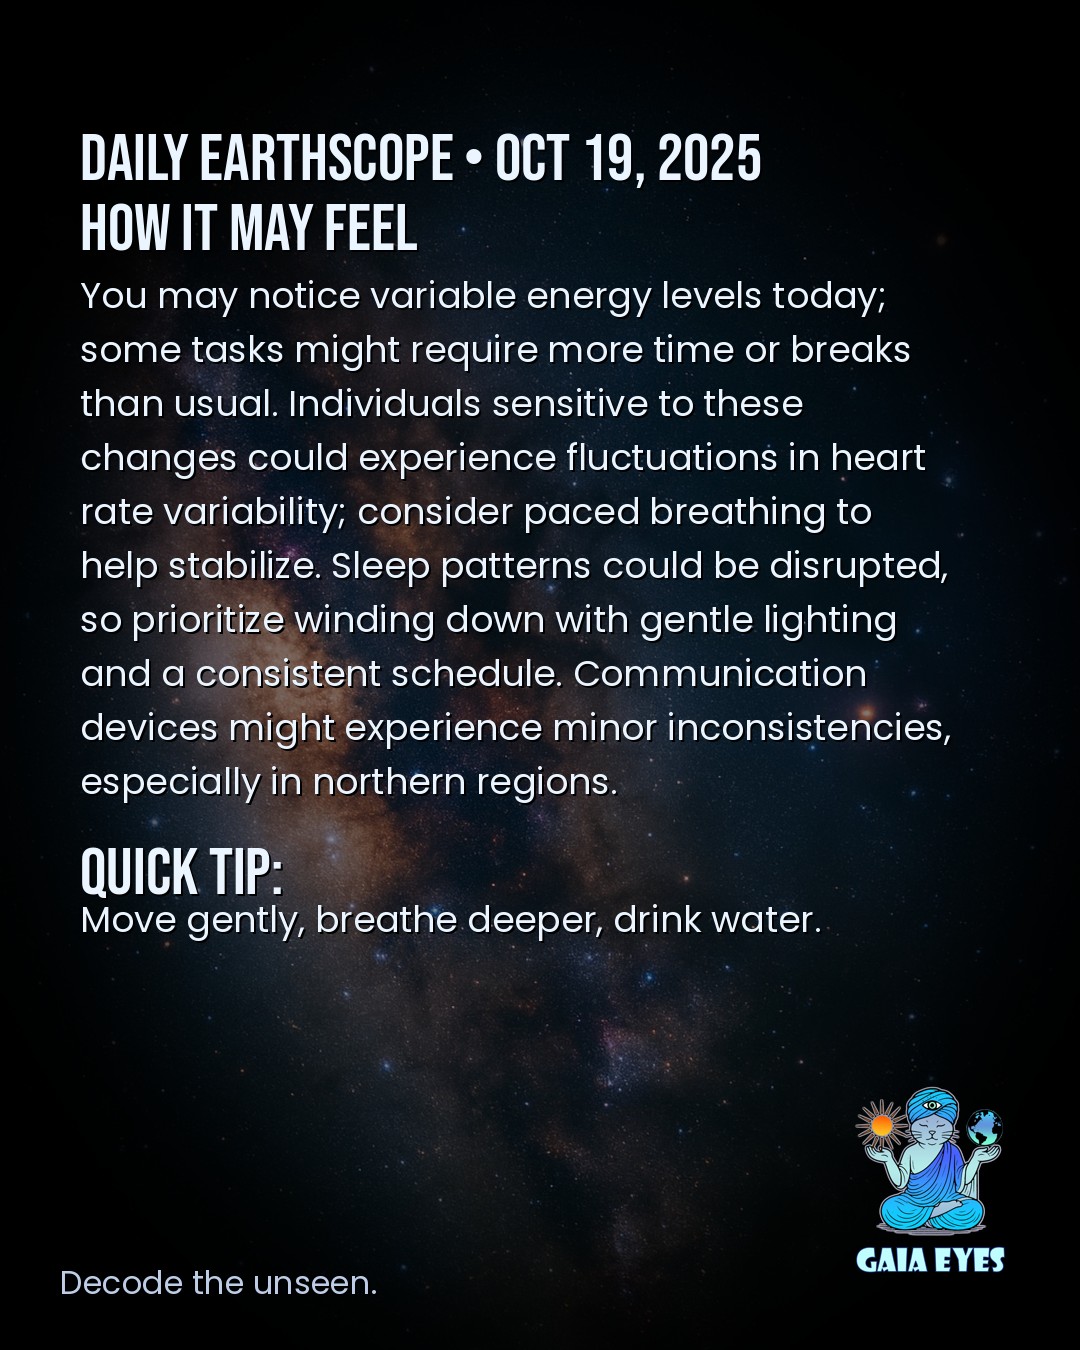 DAILY EARTHSCOPE • OCT 19, 2025
HOW IT MAY FEEL
You may notice variable energy levels today;
some tasks might require more time or breaks
than usual. Individuals sensitive to these
changes could experience fluctuations in heart
rate variability; consider paced breathing to
help stabilize. Sleep patterns could be disrupted,
so prioritize winding down with gentle lighting
and a consistent schedule. Communication
devices might experience minor inconsistencies,
especially in northern regions.
QUICK TIP:
Move gently, breathe deeper, drink water.
GAIA EYES
Decode the unseen.